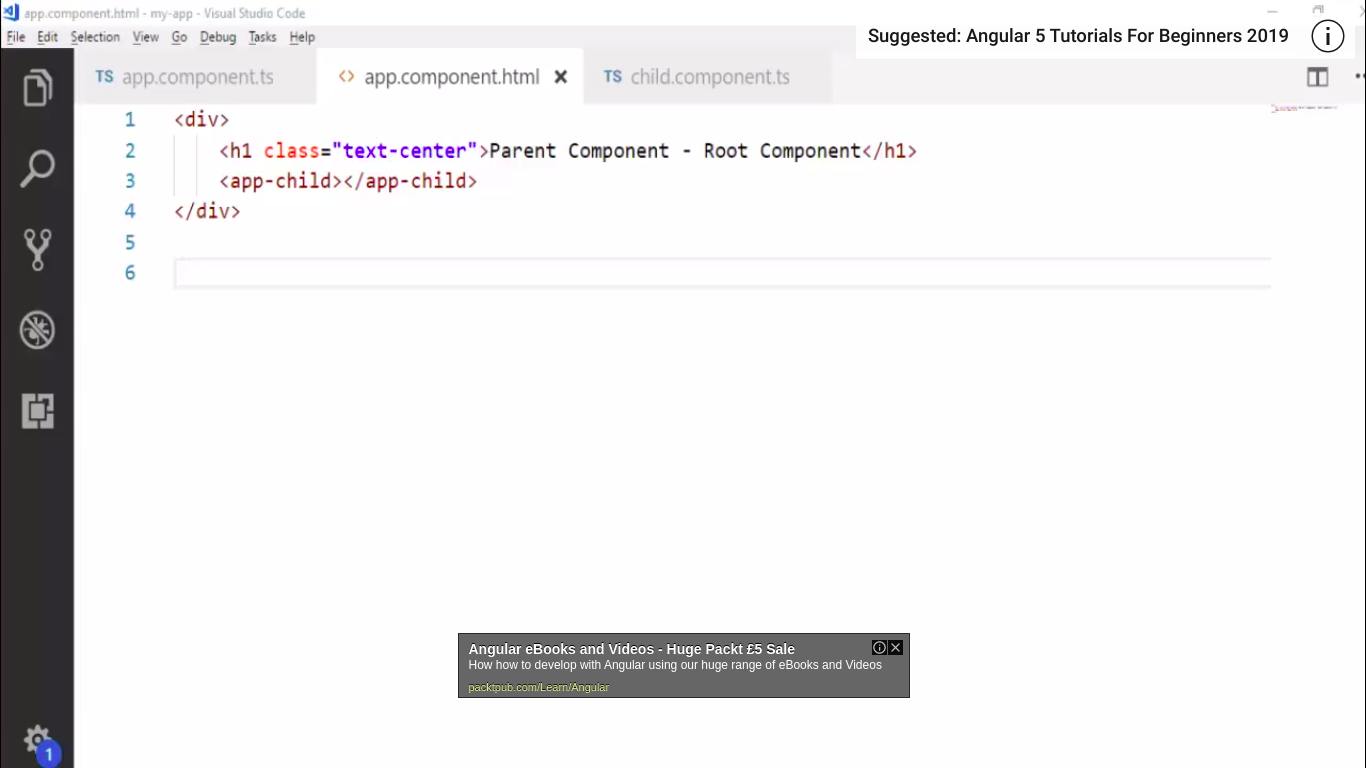 app.component.html - my-app - Visual Studio Code
File Edit Selection View Go Debug Tasks Help
Suggested: Angular 5 Tutorials For Beginners 2019
TS app.component.ts
<> app.component.html
TS child.component.ts
1 <div>
2 <h1 class="text-center">Parent Component - Root Component</h1>
3 <app-child></app-child>
4 </div>
5
6
Angular eBooks and Videos - Huge Packt £5 Sale
How how to develop with Angular using our huge range of eBooks and Videos
packtpub.com/Learn/Angular
1